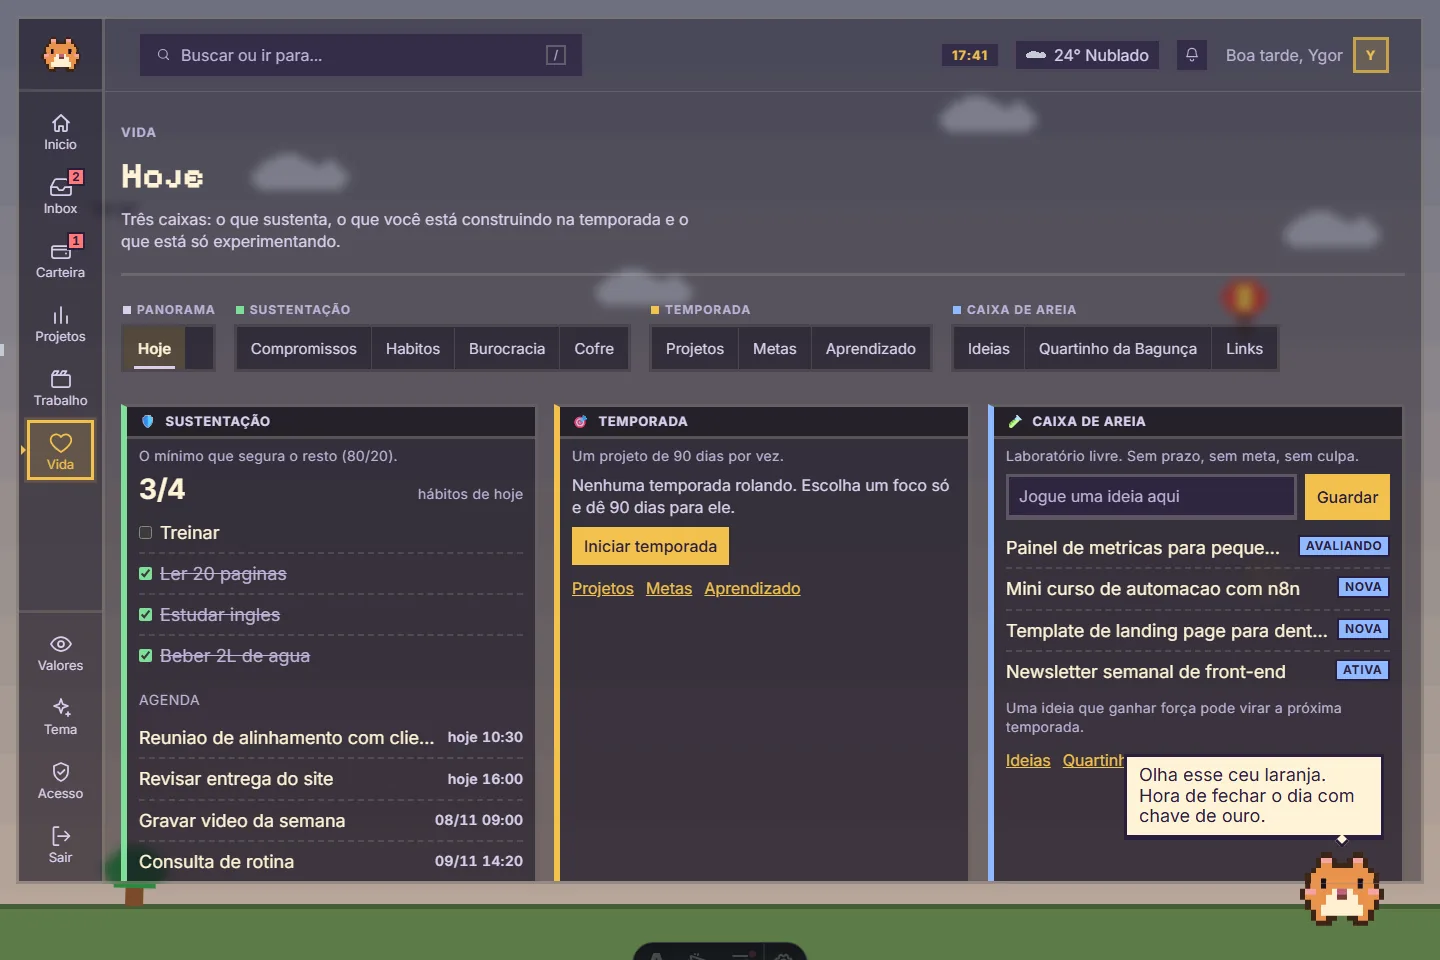 Buscar ou ir para...
/
17:41
24° Nublado
Boa tarde, Ygor
Y
Inicio
2
Inbox
1
Carteira
Projetos
Trabalho
Vida
Valores
Tema
Acesso
Sair
VIDA
Hoje
Três caixas: o que sustenta, o que você está construindo na temporada e o
que está só experimentando.
PANORAMA
Hoje
SUSTENTAÇÃO
Compromissos
Habitos
Burocracia
Cofre
TEMPORADA
Projetos
Metas
Aprendizado
CAIXA DE AREIA
Ideias
Quartinho da Bagunça
Links
SUSTENTAÇÃO
O mínimo que segura o resto (80/20).
3/4
hábitos de hoje
Treinar
Ler 20 paginas
Estudar ingles
Beber 2L de agua
AGENDA
Reuniao de alinhamento com clie... hoje 10:30
Revisar entrega do site hoje 16:00
Gravar video da semana 08/11 09:00
Consulta de rotina 09/11 14:20
TEMPORADA
Um projeto de 90 dias por vez.
Nenhuma temporada rolando. Escolha um foco só
e dê 90 dias para ele.
Iniciar temporada
Projetos Metas Aprendizado
CAIXA DE AREIA
Laboratório livre. Sem prazo, sem meta, sem culpa.
Jogue uma ideia aqui
Guardar
Painel de metricas para peque... AVALIANDO
Mini curso de automacao com n8n NOVA
Template de landing page para dent... NOVA
Newsletter semanal de front-end ATIVA
Uma ideia que ganhar força pode virar a próxima
temporada.
Ideias
Olha esse ceu laranja.
Hora de fechar o dia com
chave de ouro.